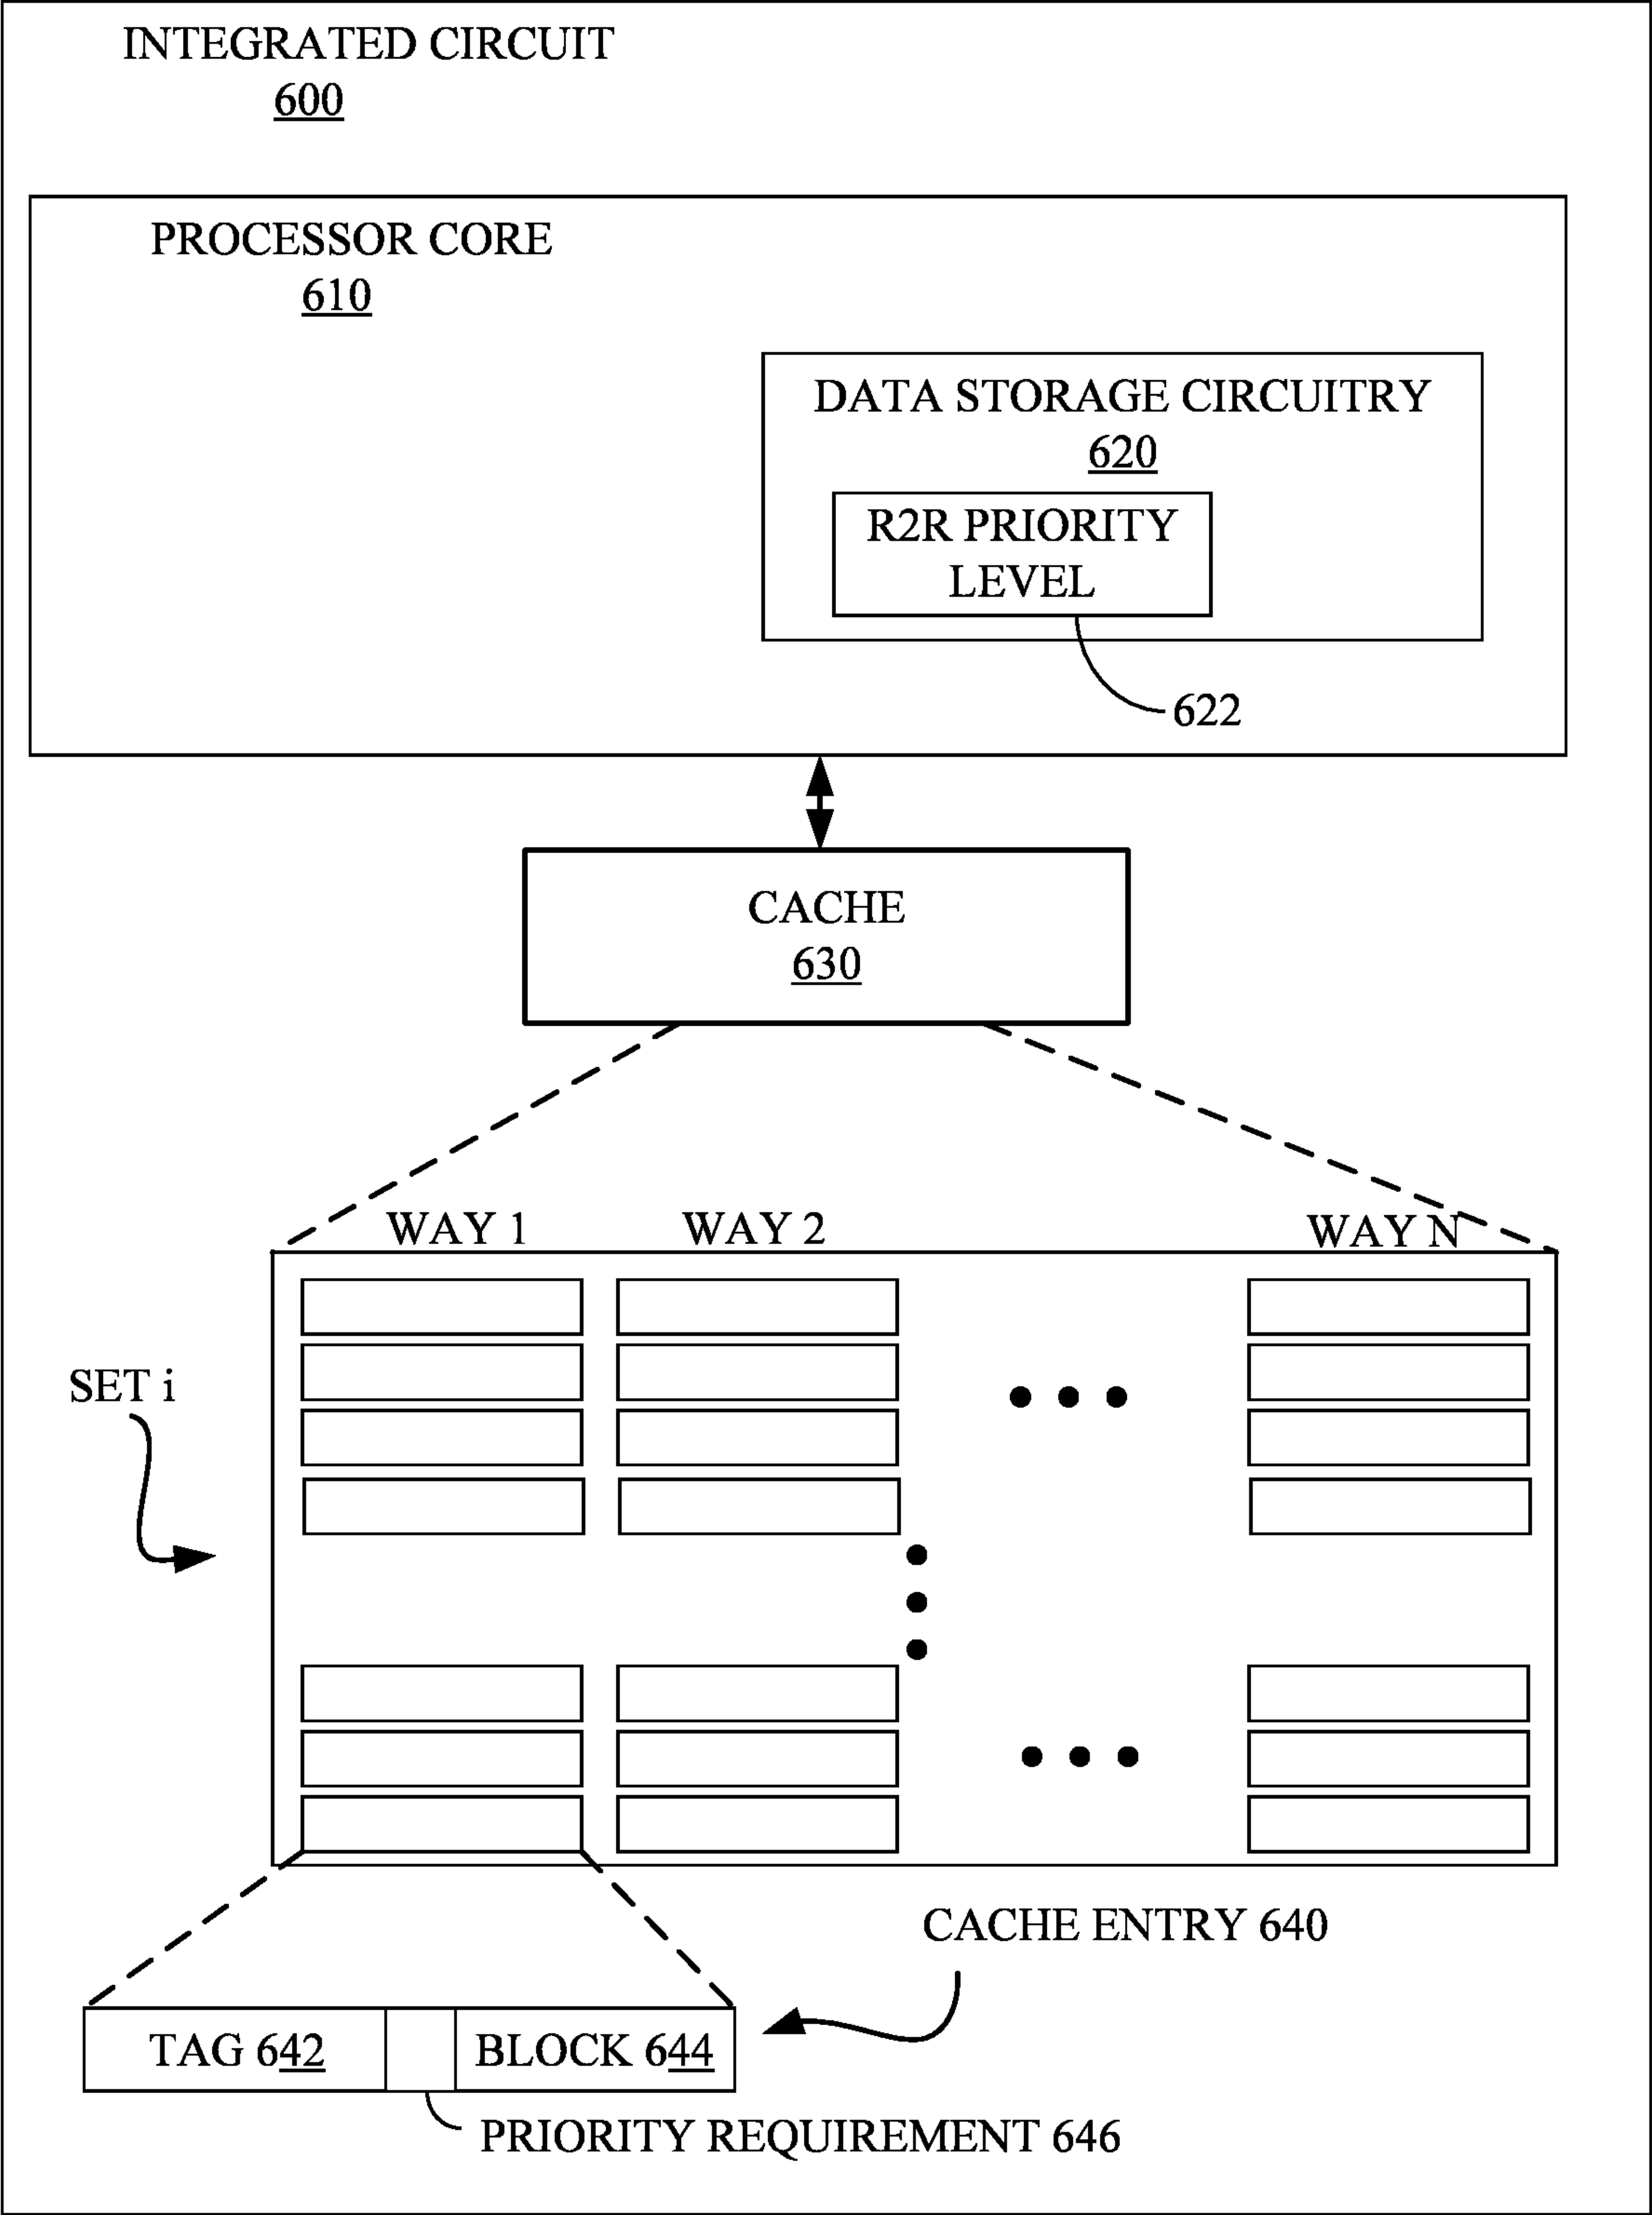 INTEGRATED CIRCUIT
600
PROCESSOR CORE
610
DATA STORAGE CIRCUITRY
620
R2R PRIORITY
LEVEL
622
CACHE
630
WAY 1 WAY 2 WAY N
SET i
CACHE ENTRY 640
TAG 642 BLOCK 644
PRIORITY REQUIREMENT 646